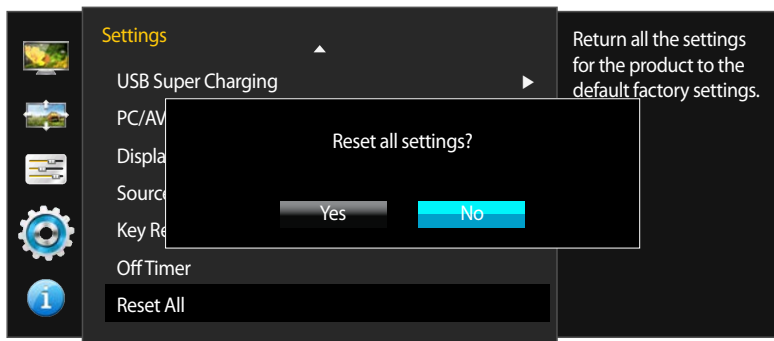 Settings
USB Super Charging
PC/AV
Displa
Source
Key Re
Off Timer
Reset All
Reset all settings?
Yes No
Return all the settings
for the product to the
default factory settings.